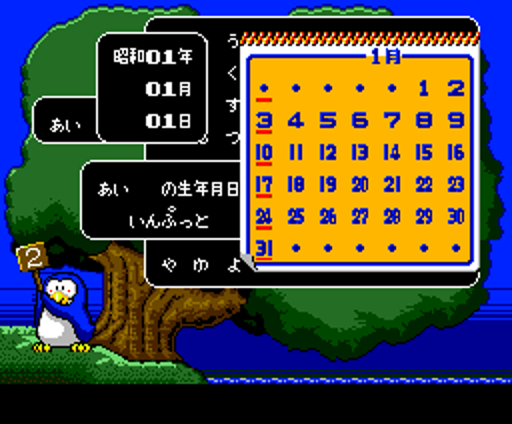 昭和01年
01月
01日
あい
う
く
す
つ
あい の生年月日
いんぷっと
や ゆ よ
2
1月
・ ・ ・ ・ ・ 1 2
3 4 5 6 7 8 9
10 11 12 13 14 15 16
17 18 19 20 21 22 23
24 25 26 27 28 29 30
31 ・ ・ ・ ・ ・ ・